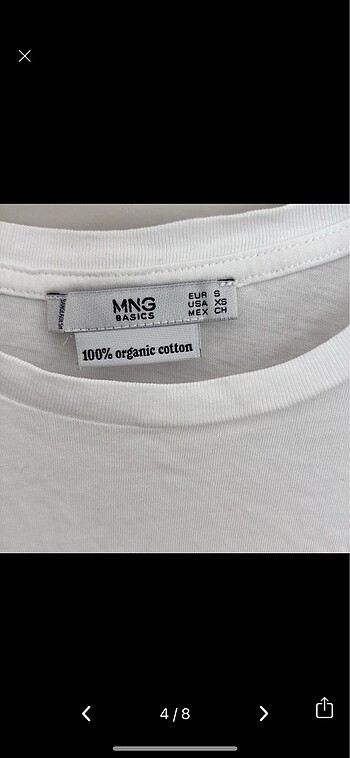 MNG
BASICS
EUR S
USA XS
MEX CH
100% organic cotton
4/8